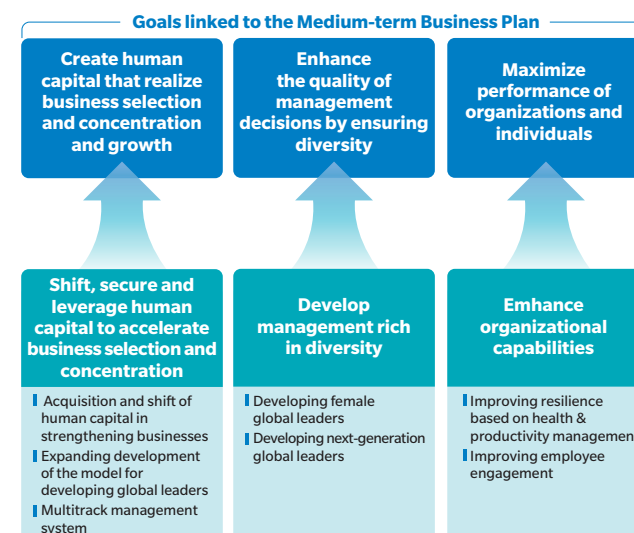 Goals linked to the Medium-term Business Plan
Create human
capital that realize
business selection
and concentration
and growth
Enhance
the quality of
management
decisions by ensuring
diversity
Maximize
performance of
organizations and
individuals
Shift, secure and
leverage human
capital to accelerate
business selection and
concentration
Acquisition and shift of
human capital in
strengthening businesses
Expanding development
of the model for
developing global leaders
Multitrack management
system
Develop
management rich
in diversity
Developing female
global leaders
Developing next-generation
global leaders
Emhance
organizational
capabilities
Improving resilience
based on health &
productivity management
Improving employee
engagement